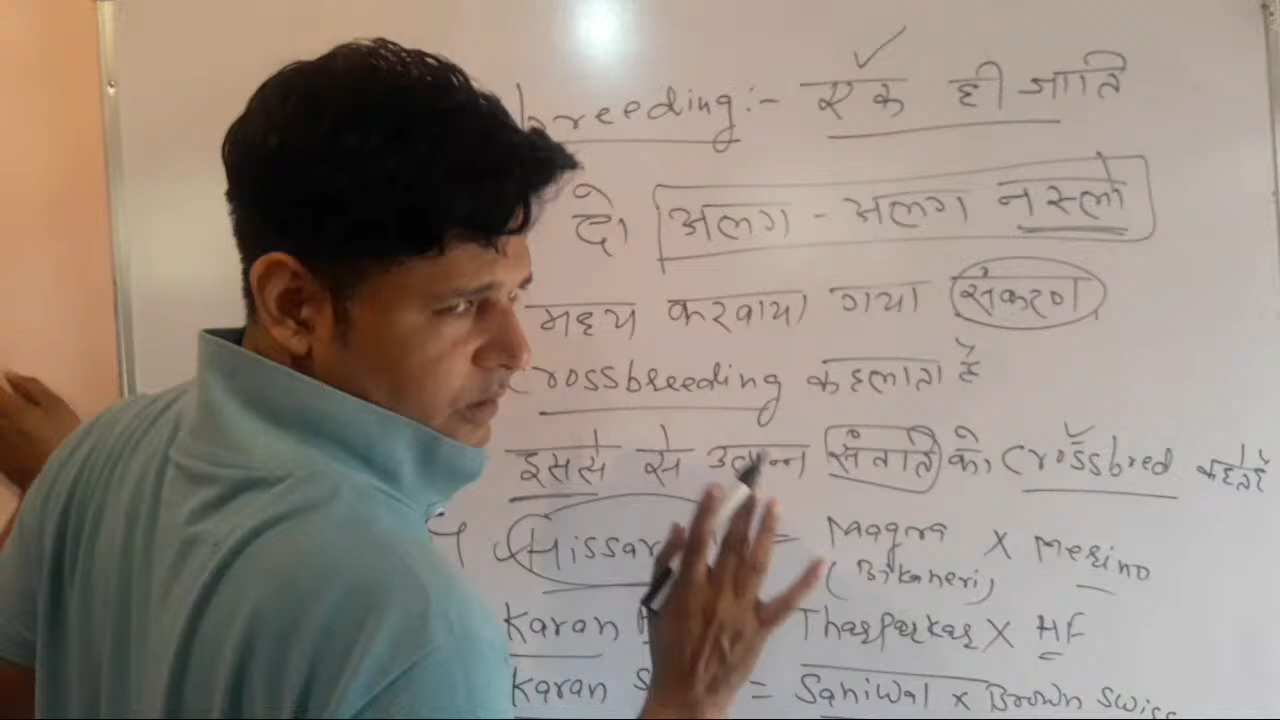 breeding:- एक ही जाति
दो अलग - अलग नस्लो
मध्य करवाया गया संकरण
crossbreeding कहलाता है
इससे से उत्पन्न संतति को Crossbred कहते है
Hissar = Magra X Merino
(Bikaneri)
Karan Tharparkar X HF
Karan S = Sahiwal x Brown Swiss